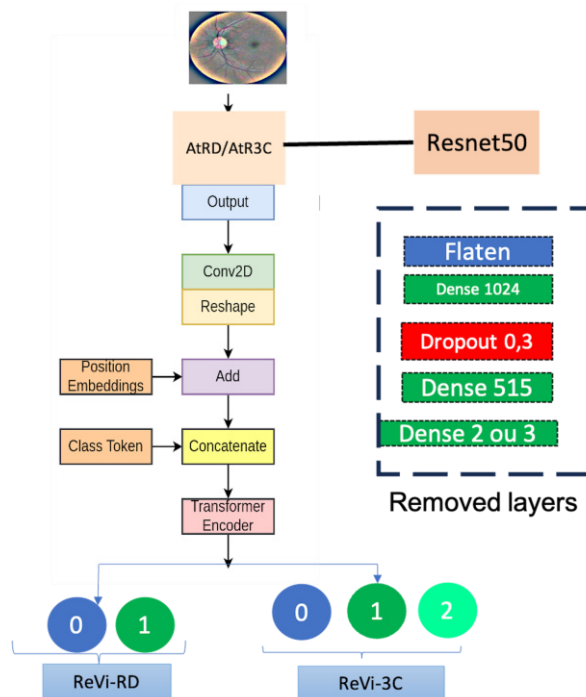 AtRD/AtR3C
Resnet50
Output
Flaten
Dense 1024
Conv2D
Reshape
Dropout 0,3
Position
Embeddings
Add
Dense 515
Class Token
Concatenate
Dense 2 ou 3
Removed layers
Transformer
Encoder
0
1
0
1
2
ReVi-RD
ReVi-3C